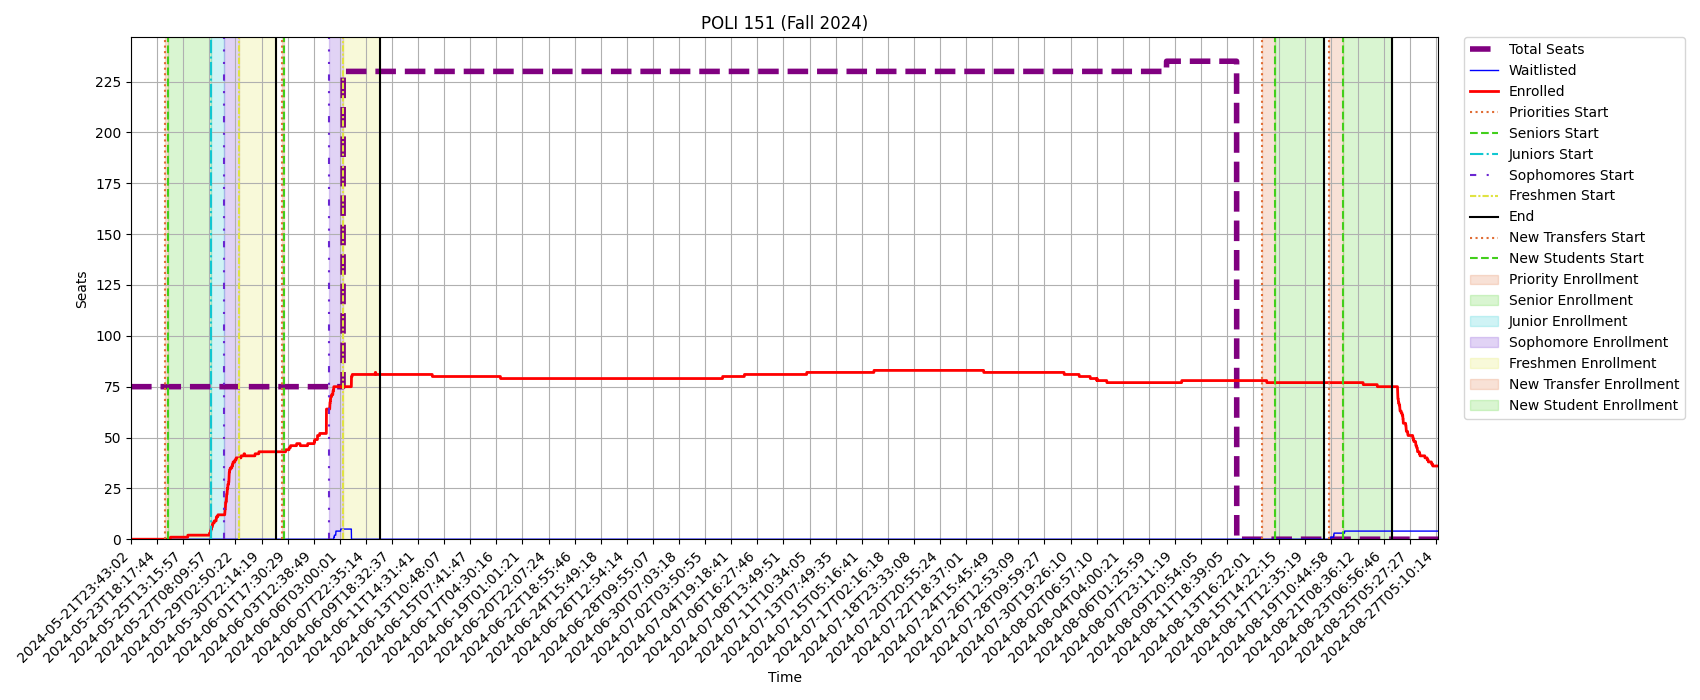 POLI 151 (Fall 2024)
Seats
225
200
175
150
125
100
75
50
25
0
2024-05-21T23:43:02
2024-05-23T18:17:44
2024-05-25T13:15:57
2024-05-27T08:09:57
2024-05-29T02:50:22
2024-05-30T22:14:19
2024-06-01T17:30:29
2024-06-03T12:38:49
2024-06-06T03:00:01
2024-06-07T22:35:14
2024-06-09T18:32:37
2024-06-11T14:31:41
2024-06-13T10:48:07
2024-06-15T07:41:47
2024-06-17T04:30:16
2024-06-19T01:01:21
2024-06-20T22:07:24
2024-06-22T18:55:46
2024-06-24T15:49:18
2024-06-26T12:54:14
2024-06-28T09:55:07
2024-06-30T07:03:18
2024-07-02T03:50:55
2024-07-04T19:18:41
2024-07-06T16:27:46
2024-07-08T13:49:51
2024-07-11T10:34:05
2024-07-13T07:49:35
2024-07-15T05:16:41
2024-07-17T02:16:18
2024-07-18T23:33:08
2024-07-20T20:55:24
2024-07-22T18:37:01
2024-07-24T15:45:49
2024-07-26T12:53:09
2024-07-28T09:59:27
2024-07-30T19:26:10
2024-08-02T06:57:10
2024-08-04T04:00:21
2024-08-06T01:25:59
2024-08-07T23:11:19
2024-08-09T20:54:05
2024-08-11T18:39:05
2024-08-13T16:22:01
2024-08-15T14:22:15
2024-08-17T12:35:19
2024-08-19T10:44:58
2024-08-21T08:36:12
2024-08-23T06:56:46
2024-08-25T05:27:27
2024-08-27T05:10:14
Time
Total Seats
Waitlisted
Enrolled
Priorities Start
Seniors Start
Juniors Start
Sophomores Start
Freshmen Start
End
New Transfers Start
New Students Start
Priority Enrollment
Senior Enrollment
Junior Enrollment
Sophomore Enrollment
Freshmen Enrollment
New Transfer Enrollment
New Student Enrollment